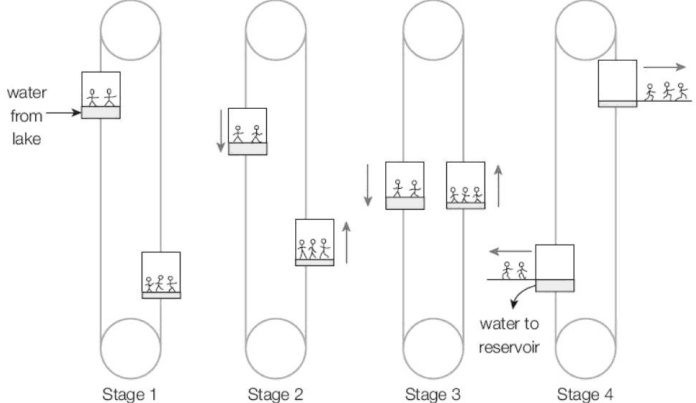 water
from
lake
water to
reservoir
Stage 1
Stage 2
Stage 3
Stage 4